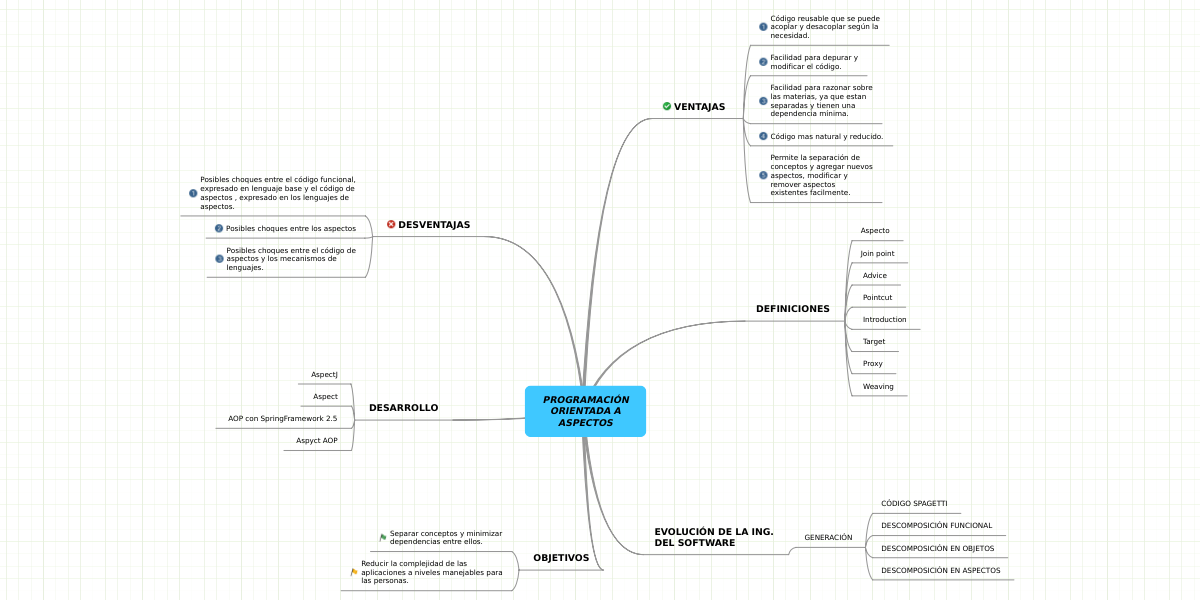 Código reusable que se puede
acoplar y desacoplar según la
necesidad.
1
2
Facilidad para depurar y
modificar el código.
3
Facilidad para razonar sobre
las materias, ya que estan
separadas y tienen una
dependencia mínima.
4
Código mas natural y reducido.
5
Permite la separación de
conceptos y agregar nuevos
aspectos, modificar y
remover aspectos
existentes facilmente.
VENTAJAS
1
Posibles choques entre el código funcional,
expresado en lenguaje base y el código de
aspectos , expresado en los lenguajes de
aspectos.
2
Posibles choques entre los aspectos
3
Posibles choques entre el código de
aspectos y los mecanismos de
lenguajes.
DESVENTAJAS
DEFINICIONES
Aspecto
Join point
Advice
Pointcut
Introduction
Target
Proxy
Weaving
AspectJ
Aspect
AOP con SpringFramework 2.5
Aspyct AOP
DESARROLLO
PROGRAMACIÓN
ORIENTADA A
ASPECTOS
EVOLUCIÓN DE LA ING.
DEL SOFTWARE
GENERACIÓN
CÓDIGO SPAGETTI
DESCOMPOSICIÓN FUNCIONAL
DESCOMPOSICIÓN EN OBJETOS
DESCOMPOSICIÓN EN ASPECTOS
Separar conceptos y minimizar
dependencias entre ellos.
Reducir la complejidad de las
aplicaciones a niveles manejables para
las personas.
OBJETIVOS